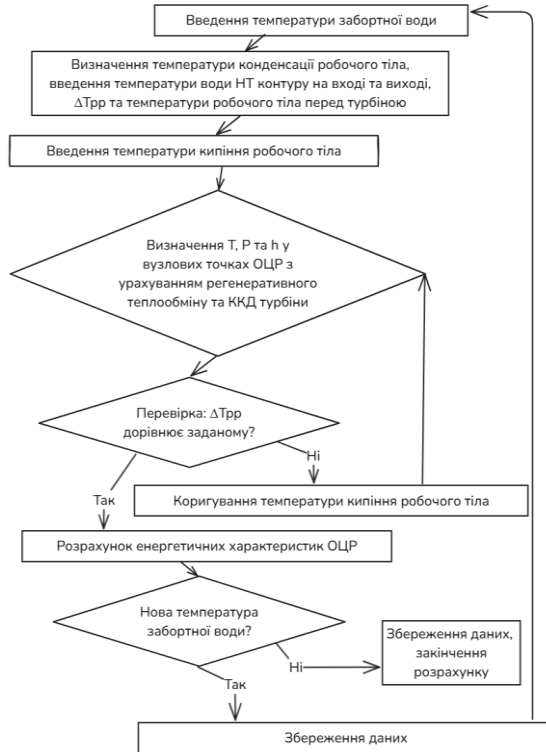 Введення температури забортної води
Визначення температури конденсації робочого тіла,
введення температури води НТ контуру на вході та виході,
ΔTpp та температури робочого тіла перед турбіною
Введення температури кипіння робочого тіла
Визначення T, P та h у
вузлових точках ОЦР з
урахуванням регенеративного
теплообміну та ККД турбіни
Перевірка: ΔTpp
дорівнює заданому?
Ні
Так
Коригування температури кипіння робочого тіла
Розрахунок енергетичних характеристик ОЦР
Нова температура
забортної води?
Збереження даних,
закінчення
розрахунку
Ні
Так
Збереження даних